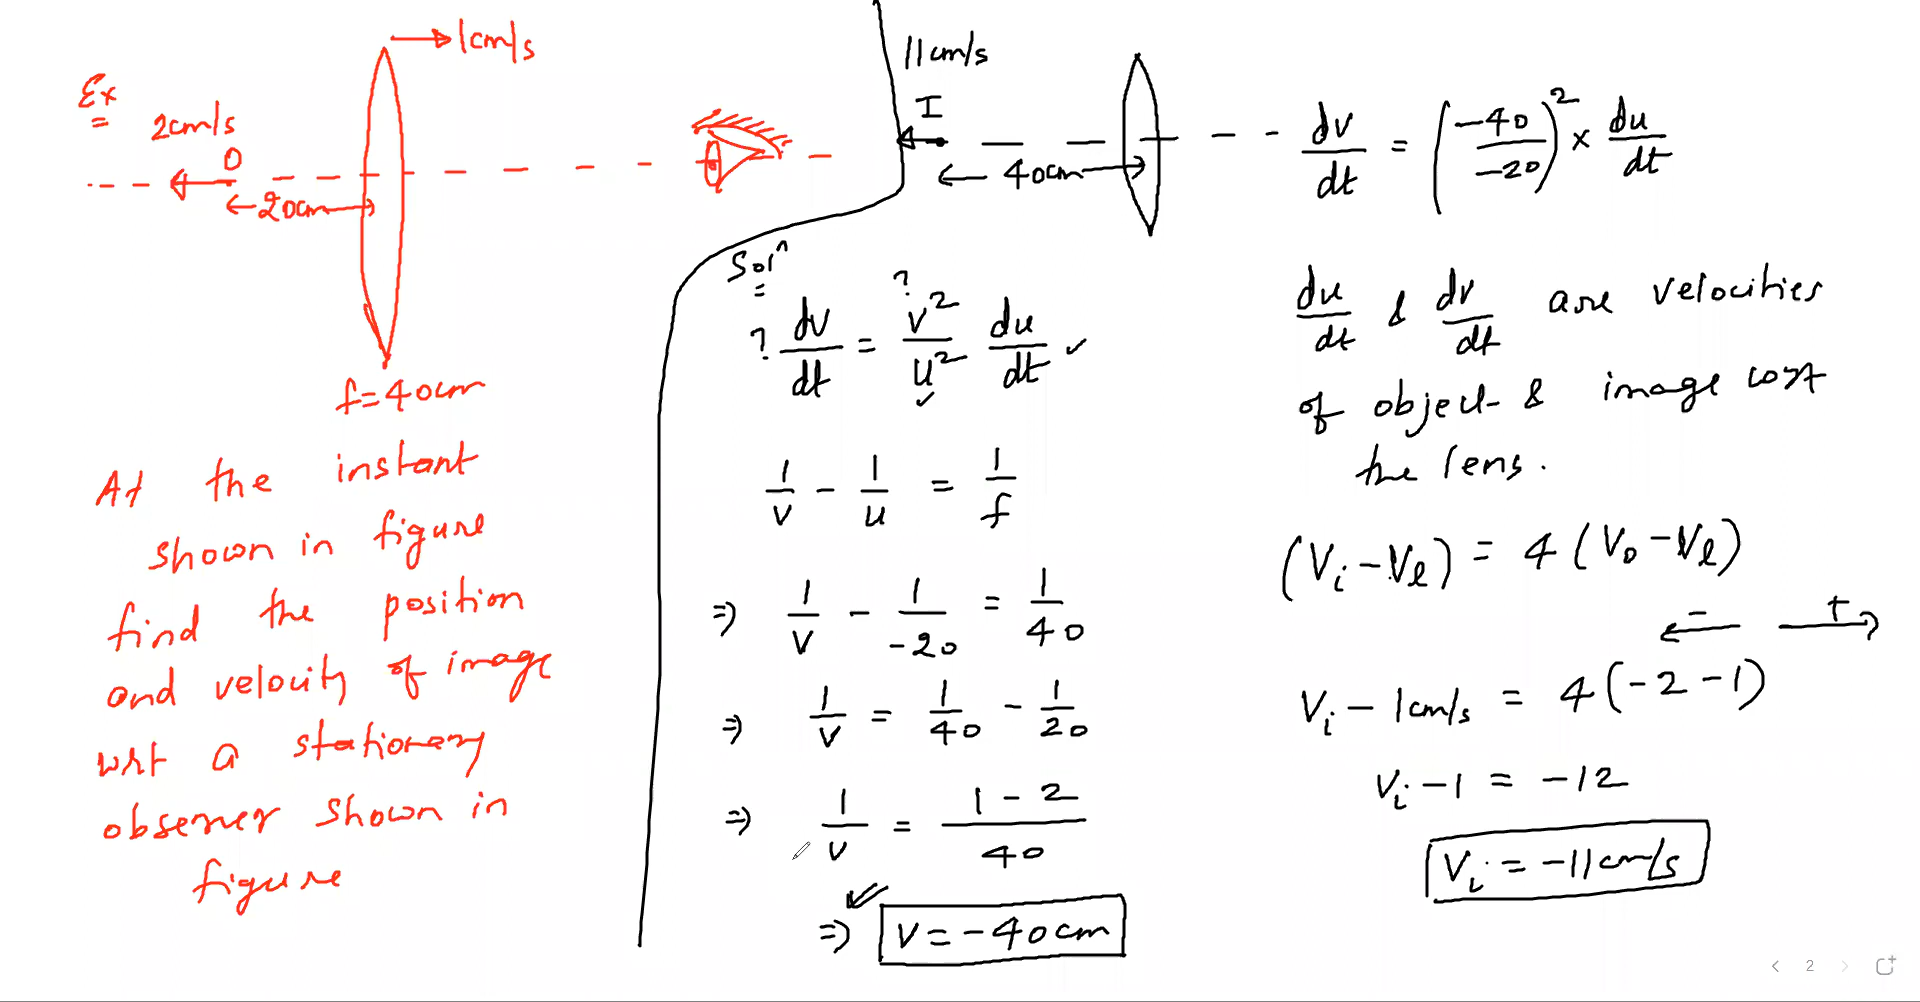 Ex
=
1cm/s
2cm/s
O
20cm
f=40cm
At the instant
shown in figure
find the position
and velocity of image
wrt a stationary
observer shown in
figure
11cm/s
I
40cm
Solⁿ
=
? dv/dt = v²/u² du/dt ✓
?
✓
1/v - 1/u = 1/f
⇒ 1/v - 1/-20 = 1/40
⇒ 1/v = 1/40 - 1/20
⇒ 1/v = 1-2/40
⇒ v = -40cm
dv/dt = (-40/-20)² × du/dt
du/dt & dv/dt are velocities
of object & image wrt
the lens.
(Vi - Vl) = 4(Vo - Vl)
- +
Vi - 1cm/s = 4(-2-1)
Vi - 1 = -12
Vi = -11cm/s
2